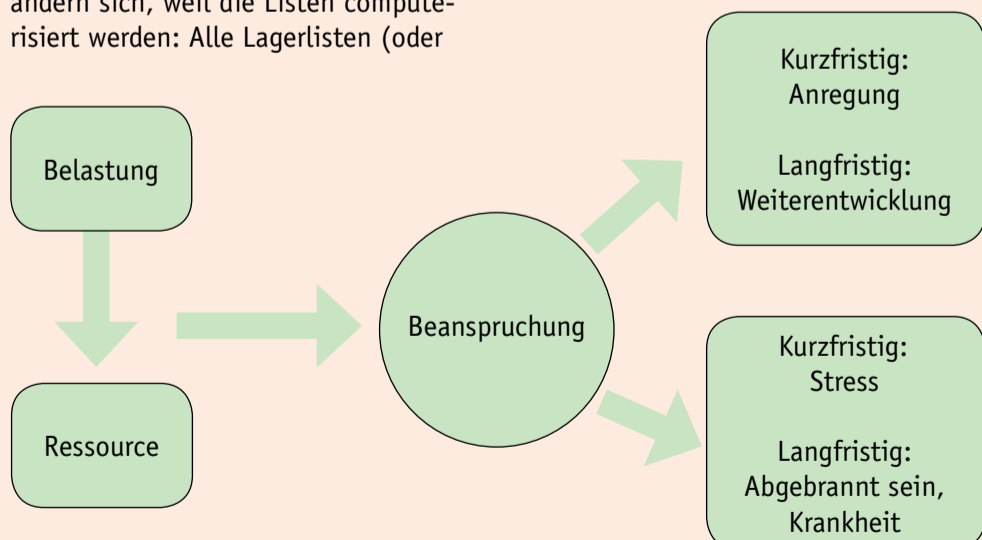 ändern sich, weil die Listen compute-
risiert werden: Alle Lagerlisten (oder
Belastung
Ressource
Beanspruchung
Kurzfristig:
Anregung
Langfristig:
Weiterentwicklung
Kurzfristig:
Stress
Langfristig:
Abgebrannt sein,
Krankheit